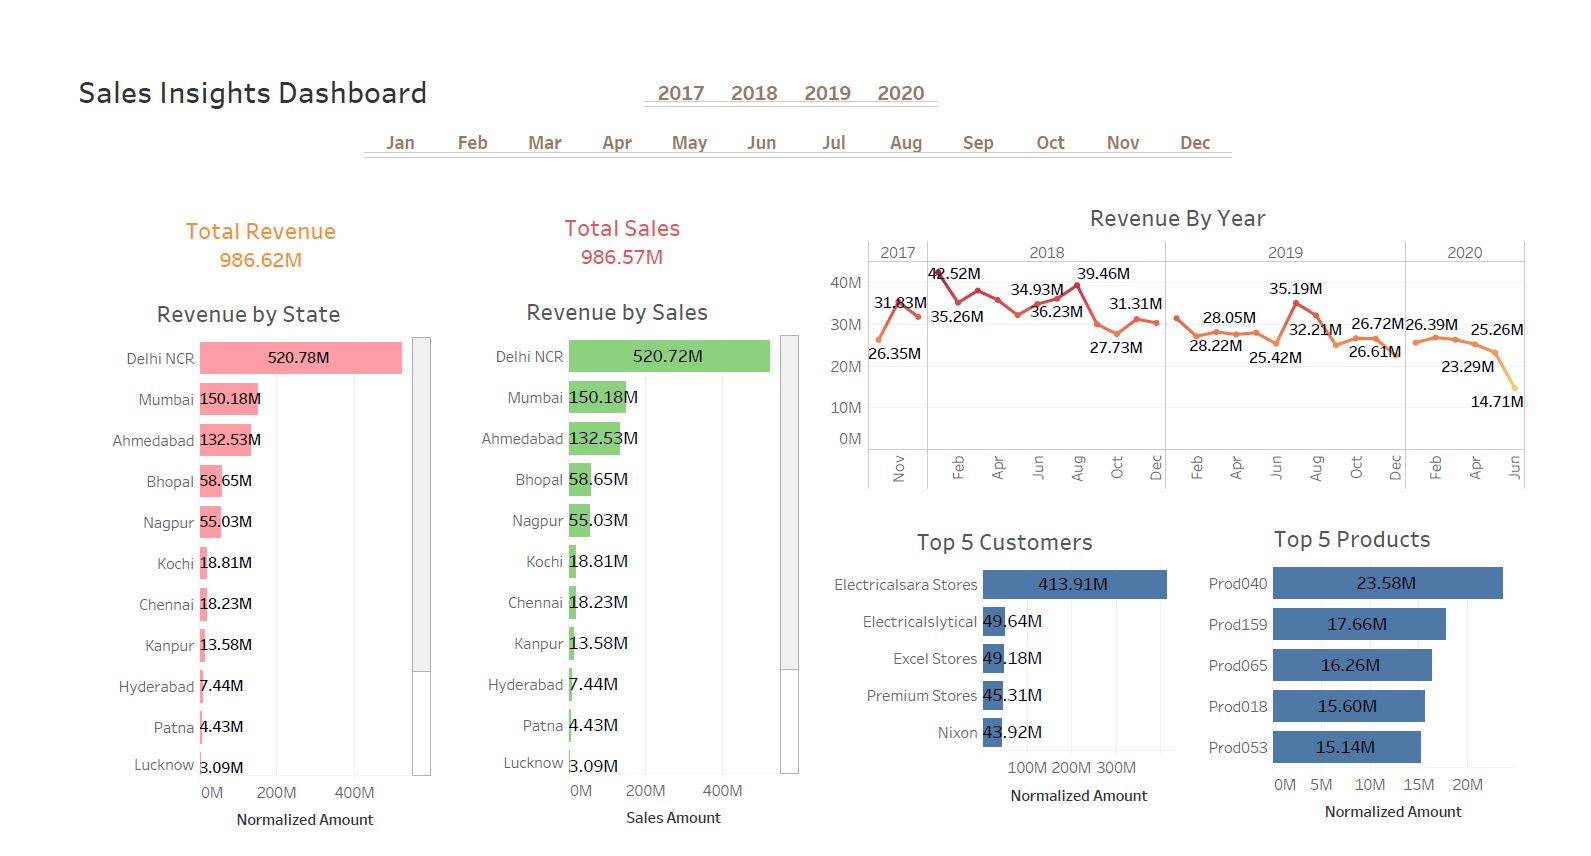 Sales Insights Dashboard
2017 2018 2019 2020
Jan Feb Mar Apr May Jun Jul Aug Sep Oct Nov Dec
Total Revenue
986.62M
Revenue by State
Delhi NCR 520.78M
Mumbai 150.18M
Ahmedabad 132.53M
Bhopal 58.65M
Nagpur 55.03M
Kochi 18.81M
Chennai 18.23M
Kanpur 13.58M
Hyderabad 7.44M
Patna 4.43M
Lucknow 3.09M
0M 200M 400M
Normalized Amount
Total Sales
986.57M
Revenue by Sales
Delhi NCR 520.72M
Mumbai 150.18M
Ahmedabad 132.53M
Bhopal 58.65M
Nagpur 55.03M
Kochi 18.81M
Chennai 18.23M
Kanpur 13.58M
Hyderabad 7.44M
Patna 4.43M
Lucknow 3.09M
0M 200M 400M
Sales Amount
Revenue By Year
2017 2018 2019 2020
40M
30M
20M
10M
0M
42.52M 39.46M
34.93M 35.19M
31.83M 31.31M
35.26M 36.23M 28.05M 32.21M 26.72M 26.39M 25.26M
26.35M 27.73M 28.22M 25.42M 26.61M 23.29M
14.71M
Nov Feb Apr Jun Aug Oct Dec Feb Apr Jun Aug Oct Dec Feb Apr Jun
Top 5 Customers
Electricalsara Stores 413.91M
Electricalslytical 49.64M
Excel Stores 49.18M
Premium Stores 45.31M
Nixon 43.92M
100M 200M 300M
Normalized Amount
Top 5 Products
Prod040 23.58M
Prod159 17.66M
Prod065 16.26M
Prod018 15.60M
Prod053 15.14M
0M 5M 10M 15M 20M
Normalized Amount